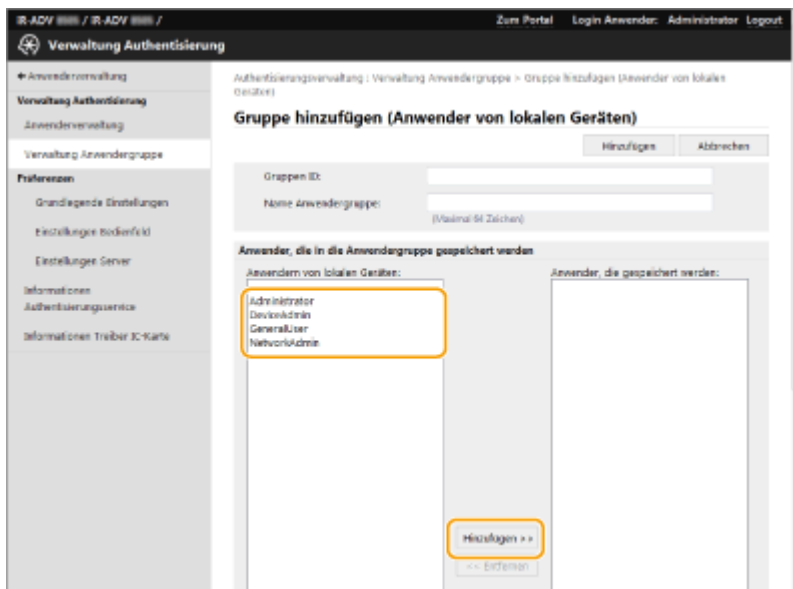 iR-ADV / iR-ADV /
Zum Portal Login Anwender: Administrator Logout
Verwaltung Authentisierung
Anwenderverwaltung
Verwaltung Authentisierung
Anwenderverwaltung
Verwaltung Anwendergruppe
Präferenzen
Grundlegende Einstellungen
Einstellungen Bedienfeld
Einstellungen Server
Informationen
Authentisierungsservice
Informationen Treiber IC-Karte
Authentisierungsverwaltung : Verwaltung Anwendergruppe > Gruppe hinzufügen (Anwender von lokalen
Geräten)
Gruppe hinzufügen (Anwender von lokalen Geräten)
Hinzufügen Abbrechen
Gruppen ID:
Name Anwendergruppe:
(Maximal 64 Zeichen)
Anwender, die in die Anwendergruppe gespeichert werden
Anwendern von lokalen Geräten:
Anwender, die gespeichert werden:
Administrator
DeviceAdmin
GeneralUser
NetworkAdmin
Hinzufügen >>
<< Entfernen